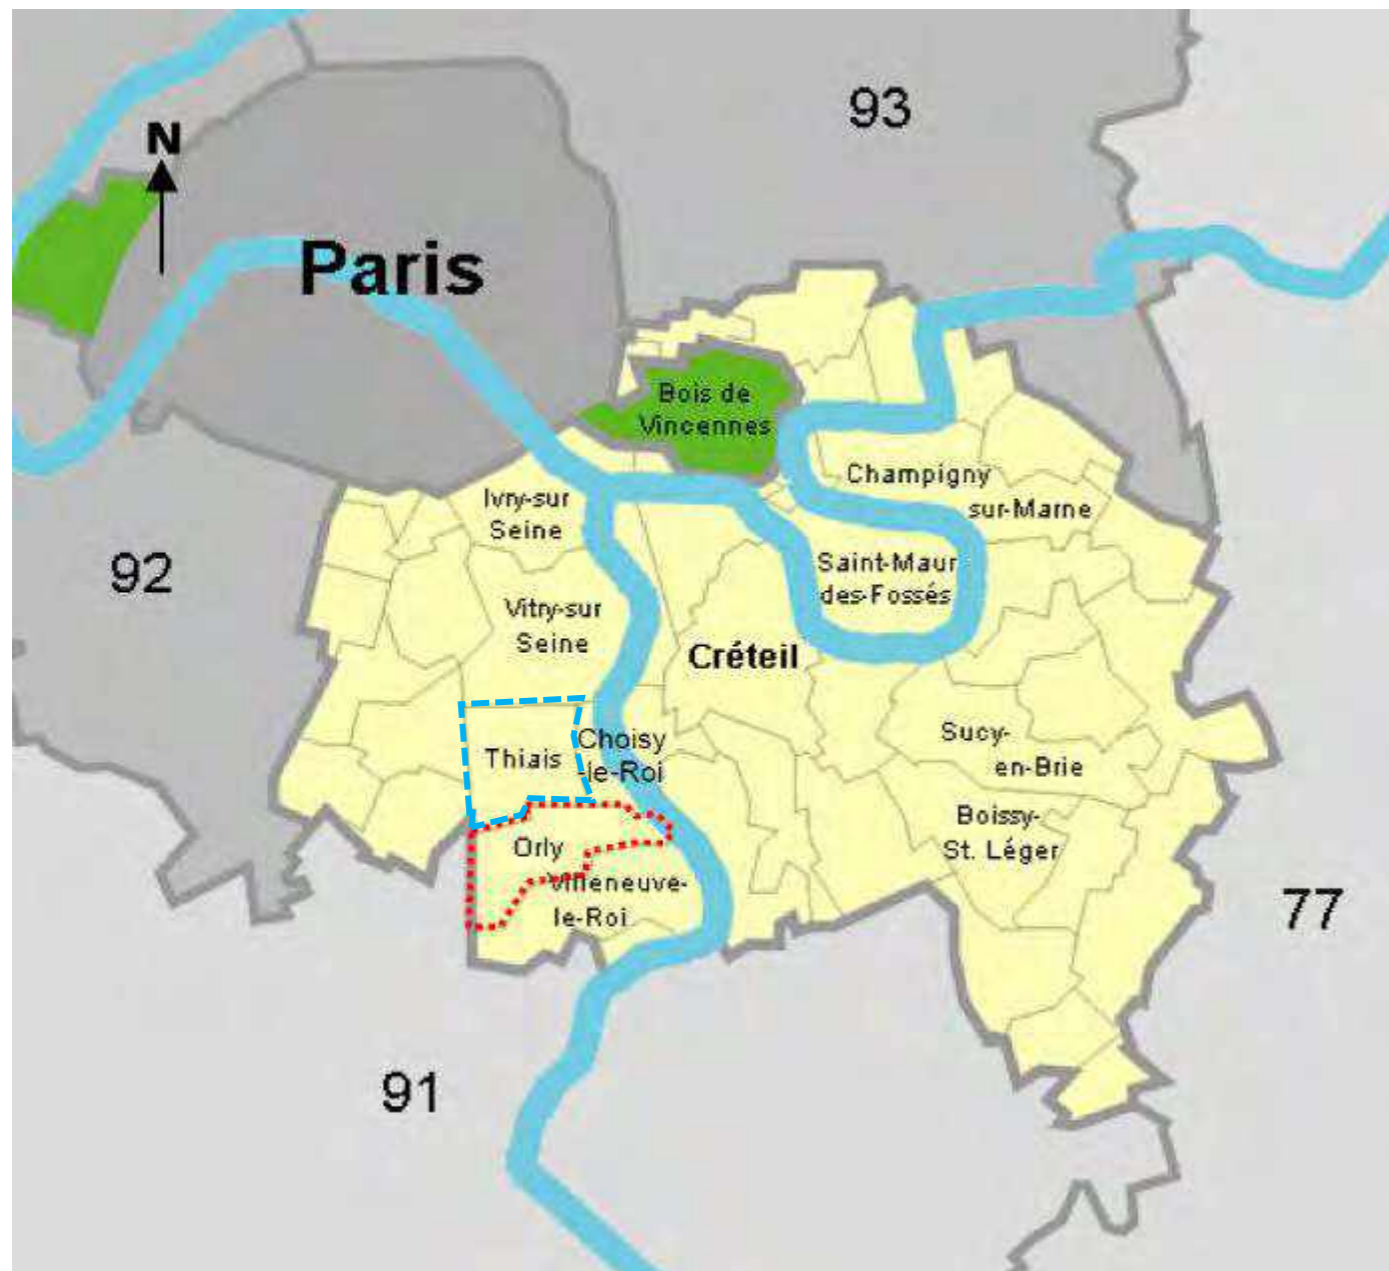 93
N
Paris
Bois de
Vincennes
Champigny
sur-Marne
Ivry-sur
Seine
92
Saint-Maur
des-Fossés
Vitry-sur
Seine
Créteil
Choisy
-le-Roi
Thiais
Sucy-
en-Brie
Boissy-
St. Léger
Orly
Villeneuve-
le-Roi
77
91